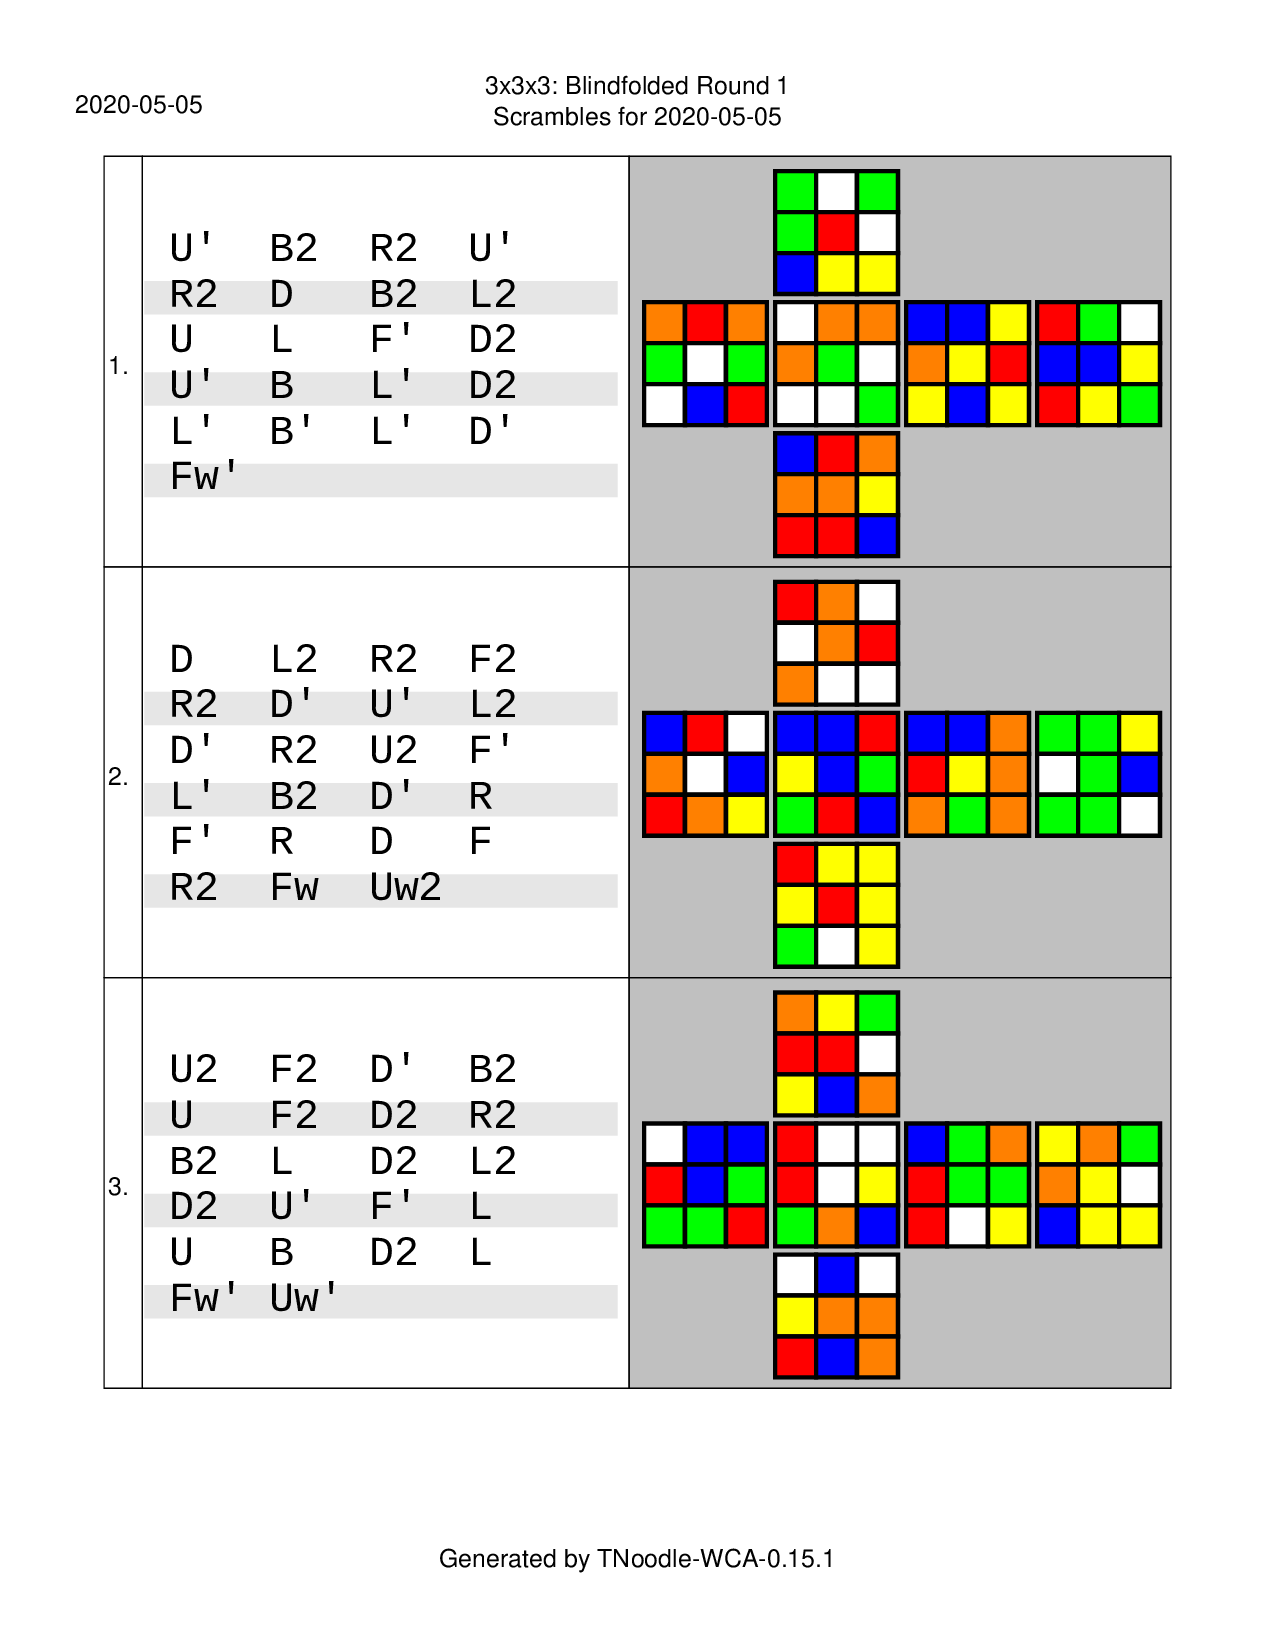 2020-05-05
3x3x3: Blindfolded Round 1
Scrambles for 2020-05-05
1.
U' B2 R2 U'
R2 D B2 L2
U L F' D2
U' B L' D2
L' B' L' D'
Fw'
2.
D L2 R2 F2
R2 D' U' L2
D' R2 U2 F'
L' B2 D' R
F' R D F
R2 Fw Uw2
3.
U2 F2 D' B2
U F2 D2 R2
B2 L D2 L2
D2 U' F' L
U B D2 L
Fw' Uw'
Generated by TNoodle-WCA-0.15.1